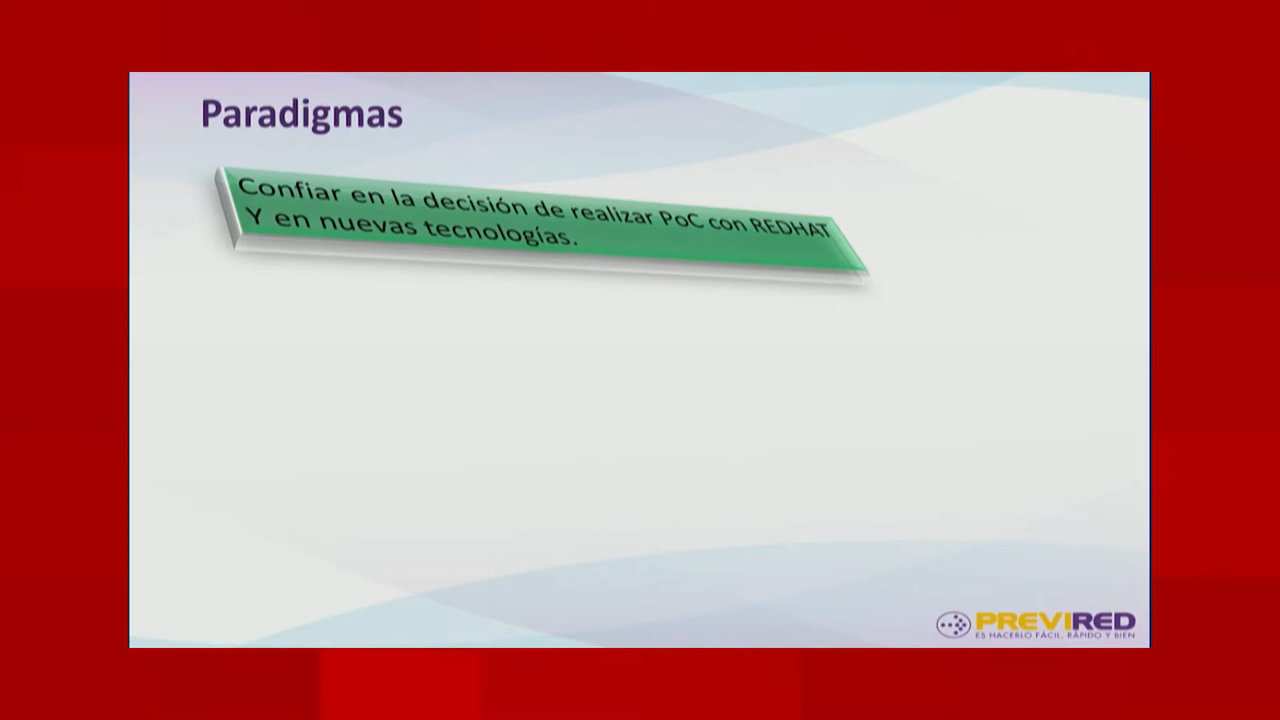 Paradigmas
Confiar en la decisión de realizar PoC con REDHAT
Y en nuevas tecnologías.
PREVIRED
ES HACERLO FÁCIL, RÁPIDO Y BIEN